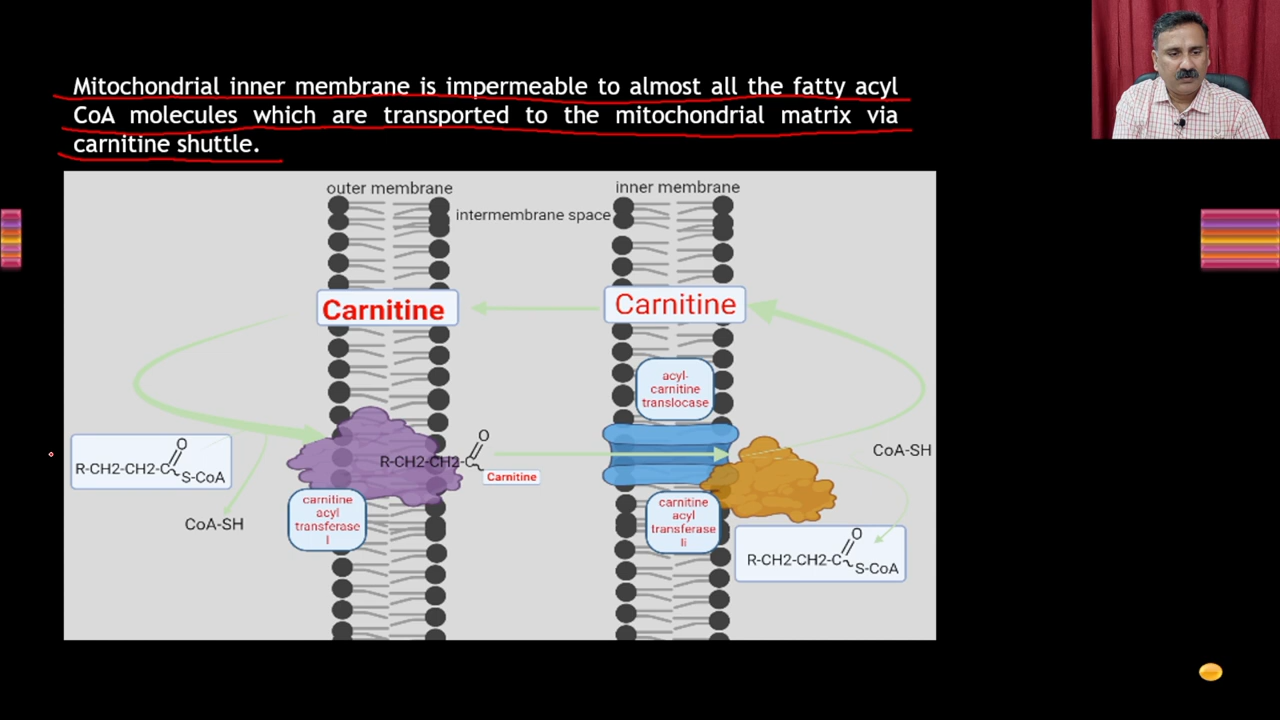 Mitochondrial inner membrane is impermeable to almost all the fatty acyl
CoA molecules which are transported to the mitochondrial matrix via
carnitine shuttle.
outer membrane
inner membrane
intermembrane space
Carnitine
Carnitine
acyl-
carnitine
translocase
R-CH2-CH2-C
O
S-CoA
CoA-SH
R-CH2-CH2-C
O
Carnitine
carnitine
acyl
transferase
I
CoA-SH
carnitine
acyl
transferase
Ii
R-CH2-CH2-C
O
S-CoA